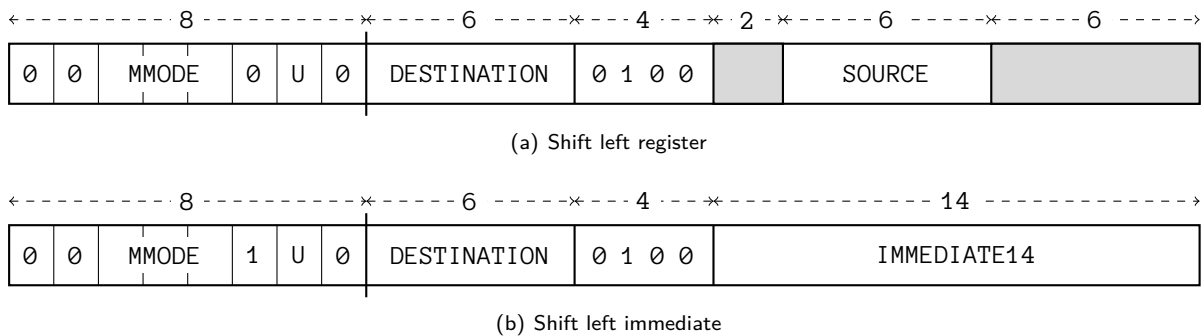 8 6 4 2 6 6
0 0 MMODE 0 U 0 DESTINATION 0 1 0 0 SOURCE
(a) Shift left register
8 6 4 14
0 0 MMODE 1 U 0 DESTINATION 0 1 0 0 IMMEDIATE14
(b) Shift left immediate